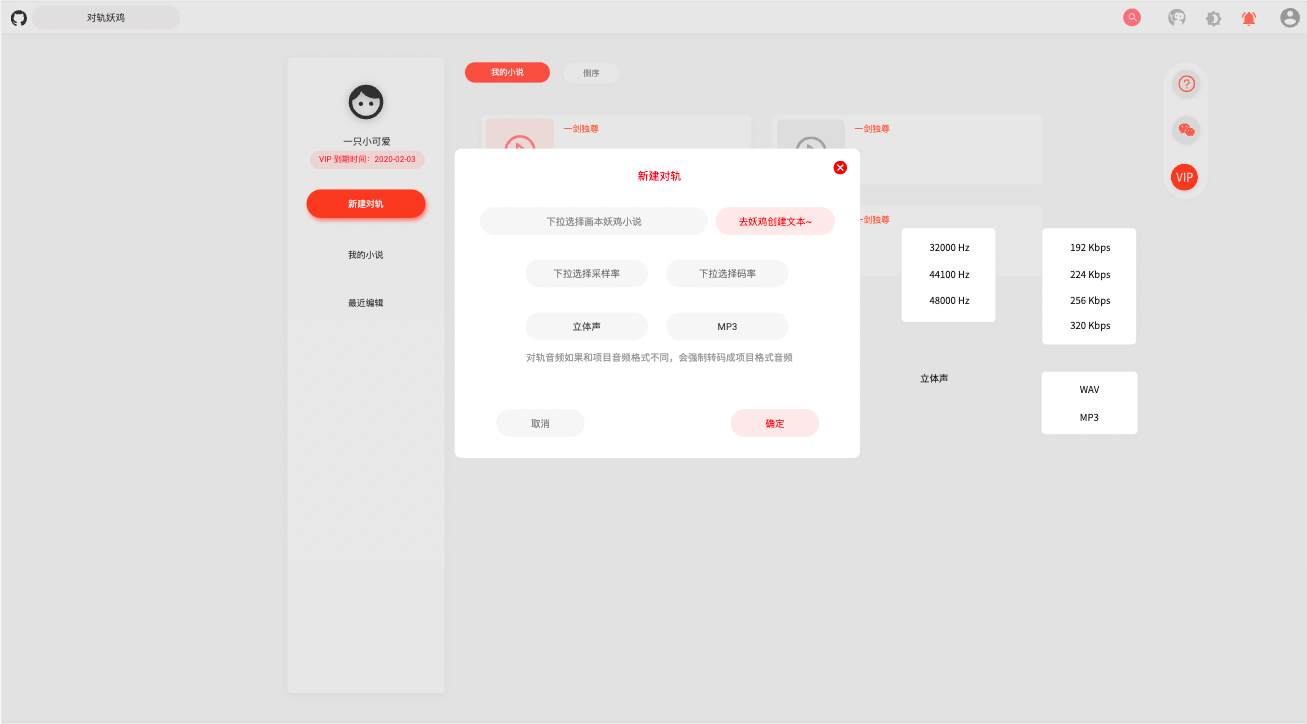 对轨妖鸡
一只小可爱
VIP 到期时间：2020-02-03
新建对轨
我的小说
最近编辑
我的小说
倒序
一剑独尊
一剑独尊
一剑独尊
新建对轨
下拉选择画本妖鸡小说
去妖鸡创建文本~
下拉选择采样率
下拉选择码率
立体声
MP3
对轨音频如果和项目音频格式不同，会强制转码成项目格式音频
取消
确定
32000 Hz
44100 Hz
48000 Hz
192 Kbps
224 Kbps
256 Kbps
320 Kbps
立体声
WAV
MP3
?
VIP